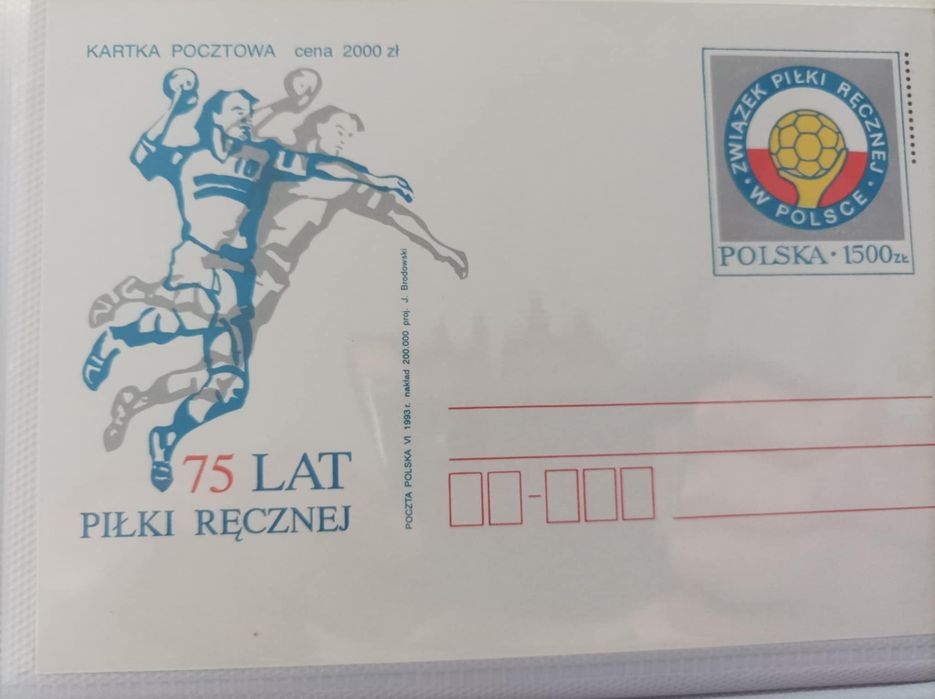 KARTKA POCZTOWA cena 2000 zł
ZWIĄZEK PIŁKI RĘCZNEJ
• W POLSCE •
POLSKA • 1500 ZŁ
10
75 LAT
PIŁKI RĘCZNEJ
POCZTA POLSKA VI 1993 r. nakład 200.000 proj. J. Brodowski